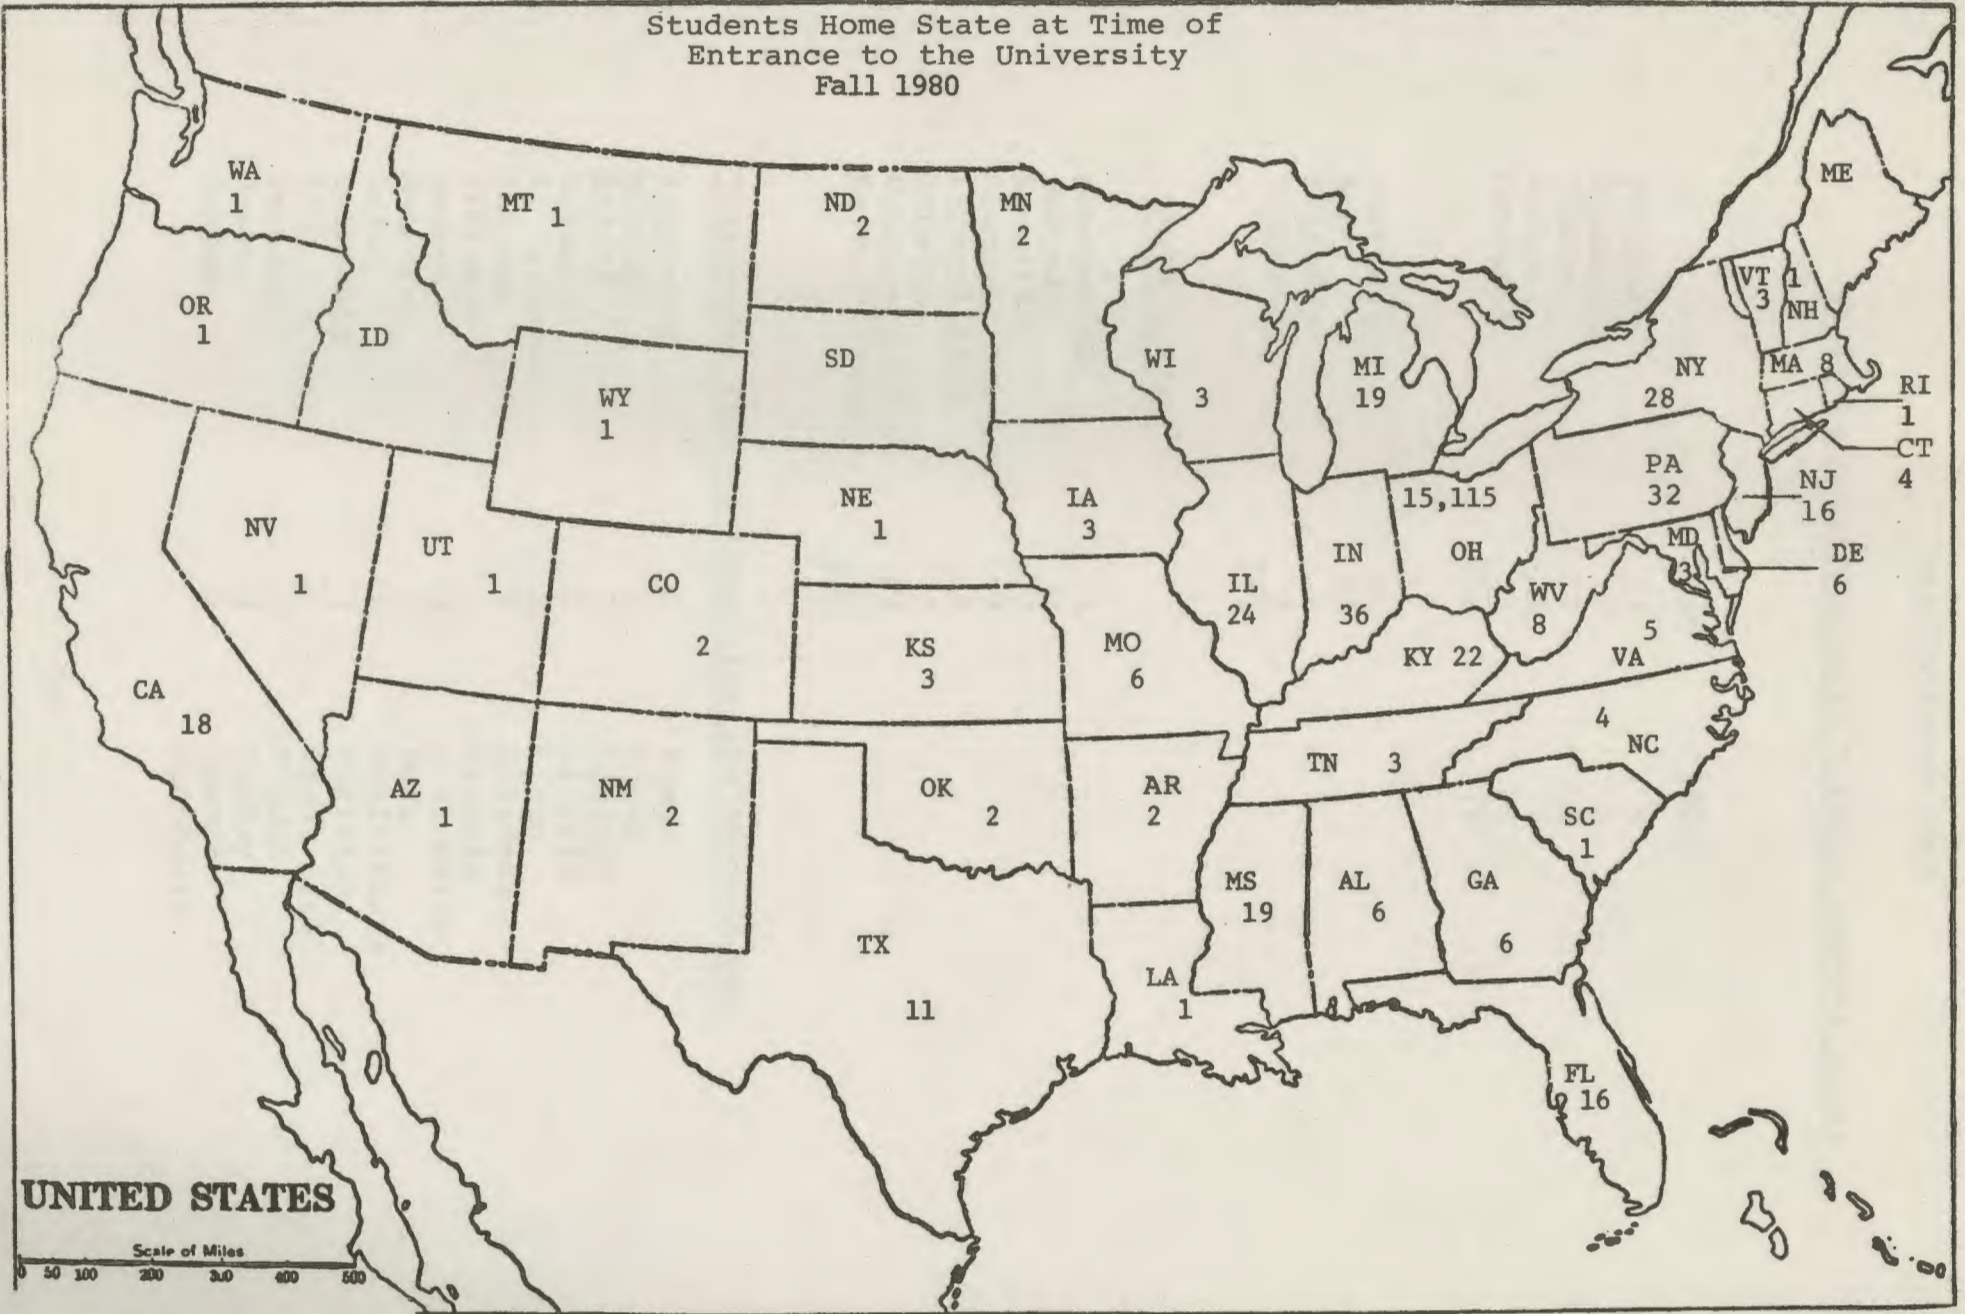 Students Home State at Time of
Entrance to the University
Fall 1980
WA
1
MT 1
ND
2
MN
2
ME
OR
1
ID
SD
WI
3
MI
19
VT 1
3
NH
NY
28
MA 8
RI
1
CT
4
WY
1
NE
1
IA
3
15,115
OH
PA
32
NJ
16
NV
1
UT
1
CO
2
IL
24
IN
36
WV
8
MD
3
DE
6
KS
3
MO
6
KY 22
5
VA
CA
18
4
NC
AZ
1
NM
2
OK
2
AR
2
TN 3
SC
1
MS
19
AL
6
GA
6
TX
11
LA
1
FL
16
UNITED STATES
Scale of Miles
0 50 100 200 300 400 500